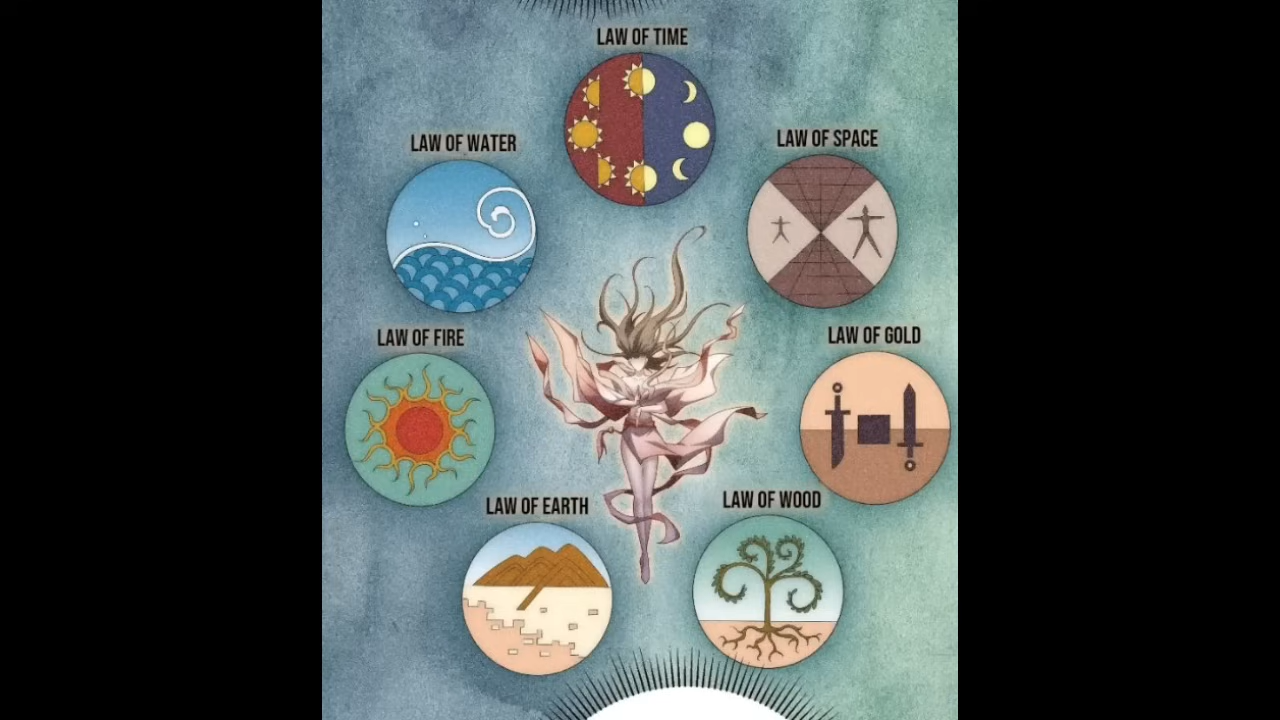 LAW OF TIME
LAW OF WATER
LAW OF SPACE
LAW OF FIRE
LAW OF GOLD
LAW OF EARTH
LAW OF WOOD